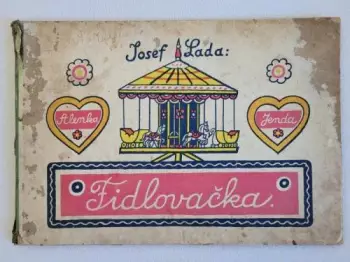 Josef Lada:
Alenka
Jenda
Fidlovačka.